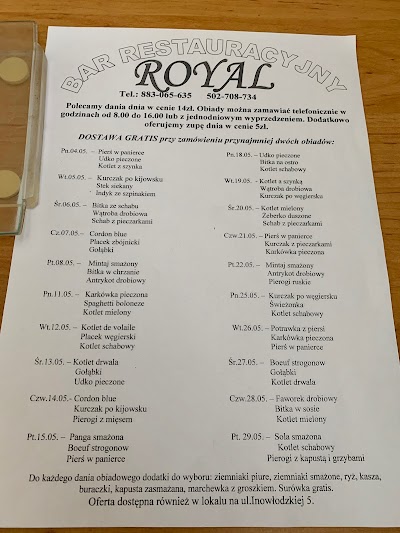 BAR RESTAURACYJNY
ROYAL
Tel.: 883-065-635 502-708-734
Polecamy dania dnia w cenie 14zł. Obiady można zamawiać telefonicznie w
godzinach od 8.00 do 16.00 lub z jednodniowym wyprzedzeniem. Dodatkowo
oferujemy zupę dnia w cenie 5zł.
DOSTAWA GRATIS przy zamówieniu przynajmniej dwóch obiadów:
Pn.04.05. – Pierś w panierce
Udko pieczone
Kotlet z szynki
Wt.05.05. – Kurczak po kijowsku
Stek siekany
Indyk ze szpinakiem
Śr.06.05. – Bitka ze schabu
Wątroba drobiowa
Schab z pieczarkami
Cz.07.05. – Cordon blue
Placek zbójnicki
Gołąbki
Pt.08.05. – Mintaj smażony
Bitka w chrzanie
Antrykot drobiowy
Pn.11.05. – Karkówka pieczona
Spaghetti boloneze
Kotlet mielony
Wt.12.05. – Kotlet de volaile
Placek węgierski
Kotlet schabowy
Śr.13.05. – Kotlet drwala
Gołąbki
Udko pieczone
Czw.14.05.- Cordon blue
Kurczak po kijowsku
Pierogi z mięsem
Pt.15.05. – Panga smażona
Boeuf strogonow
Pierś w panierce
Pn.18.05. – Udko pieczone
Bitka na ostro
Kotlet schabowy
Wt.19.05. - Kotlet a szynka
Wątroba drobiowa
Kurczak po węgiersku
Śr.20.05. – Kotlet mielony
Żeberko duszone
Schab z pieczarkami
Czw.21.05. – Pierś w panierce
Kurczak z pieczarkami
Karkówka pieczona
Pt.22.05. – Mintaj smażony
Antrykot drobiowy
Pierogi ruskie
Pn.25.05. – Kurczak po węgiersku
Świeżonka
Kotlet schabowy
Wt.26.05. – Potrawka z piersi
Karkówka pieczona
Pierś w panierce
Śr.27.05. – Boeuf strogonow
Gołąbki
Kotlet drwala
Czw.28.05. – Faworek drobiowy
Bitka w sosie
Kotlet mielony
Pt. 29.05. – Sola smażona
Kotlet schabowy
Pierogi z kapustą i grzybami
Do każdego dania obiadowego dodatki do wyboru: ziemniaki piure, ziemniaki smażone, ryż, kasza,
buraczki, kapusta zasmażana, marchewka z groszkiem. Surówka gratis.
Oferta dostępna również w lokalu na ul.Inowłodzkiej 5.